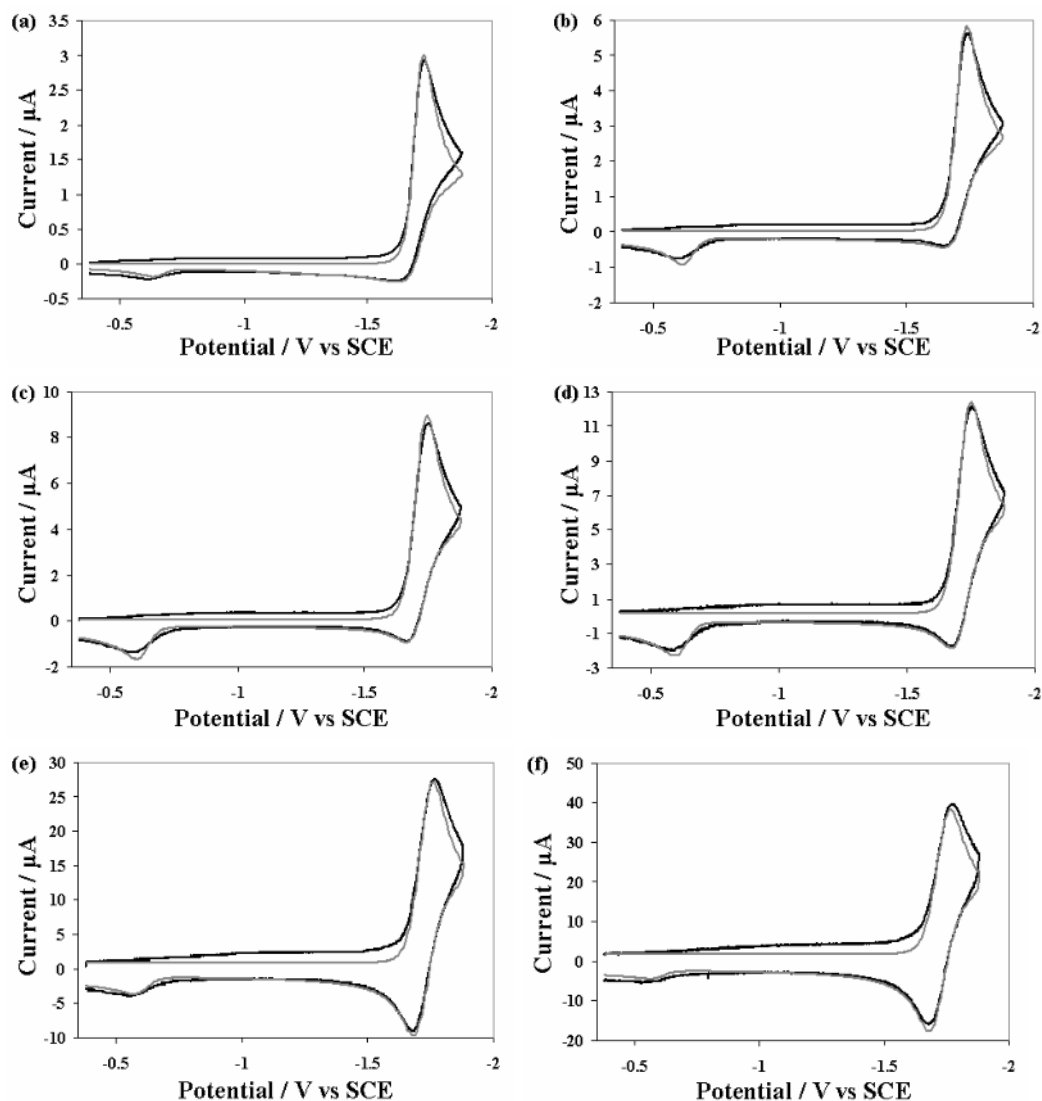 (a)
3.5
3
2.5
2
1.5
1
0.5
0
-0.5
Current / µA
-0.5 -1 -1.5 -2
Potential / V vs SCE
(b)
6
5
4
3
2
1
0
-1
-2
Current / µA
-0.5 -1 -1.5 -2
Potential / V vs SCE
(c)
10
8
6
4
2
0
-2
Current / µA
-0.5 -1 -1.5 -2
Potential / V vs SCE
(d)
13
11
9
7
5
3
1
-1
-3
Current / µA
-0.5 -1 -1.5 -2
Potential / V vs SCE
(e)
30
25
20
15
10
5
0
-5
-10
Current / µA
-0.5 -1 -1.5 -2
Potential / V vs SCE
(f)
50
40
30
20
10
0
-10
-20
Current / µA
-0.5 -1 -1.5 -2
Potential / V vs SCE